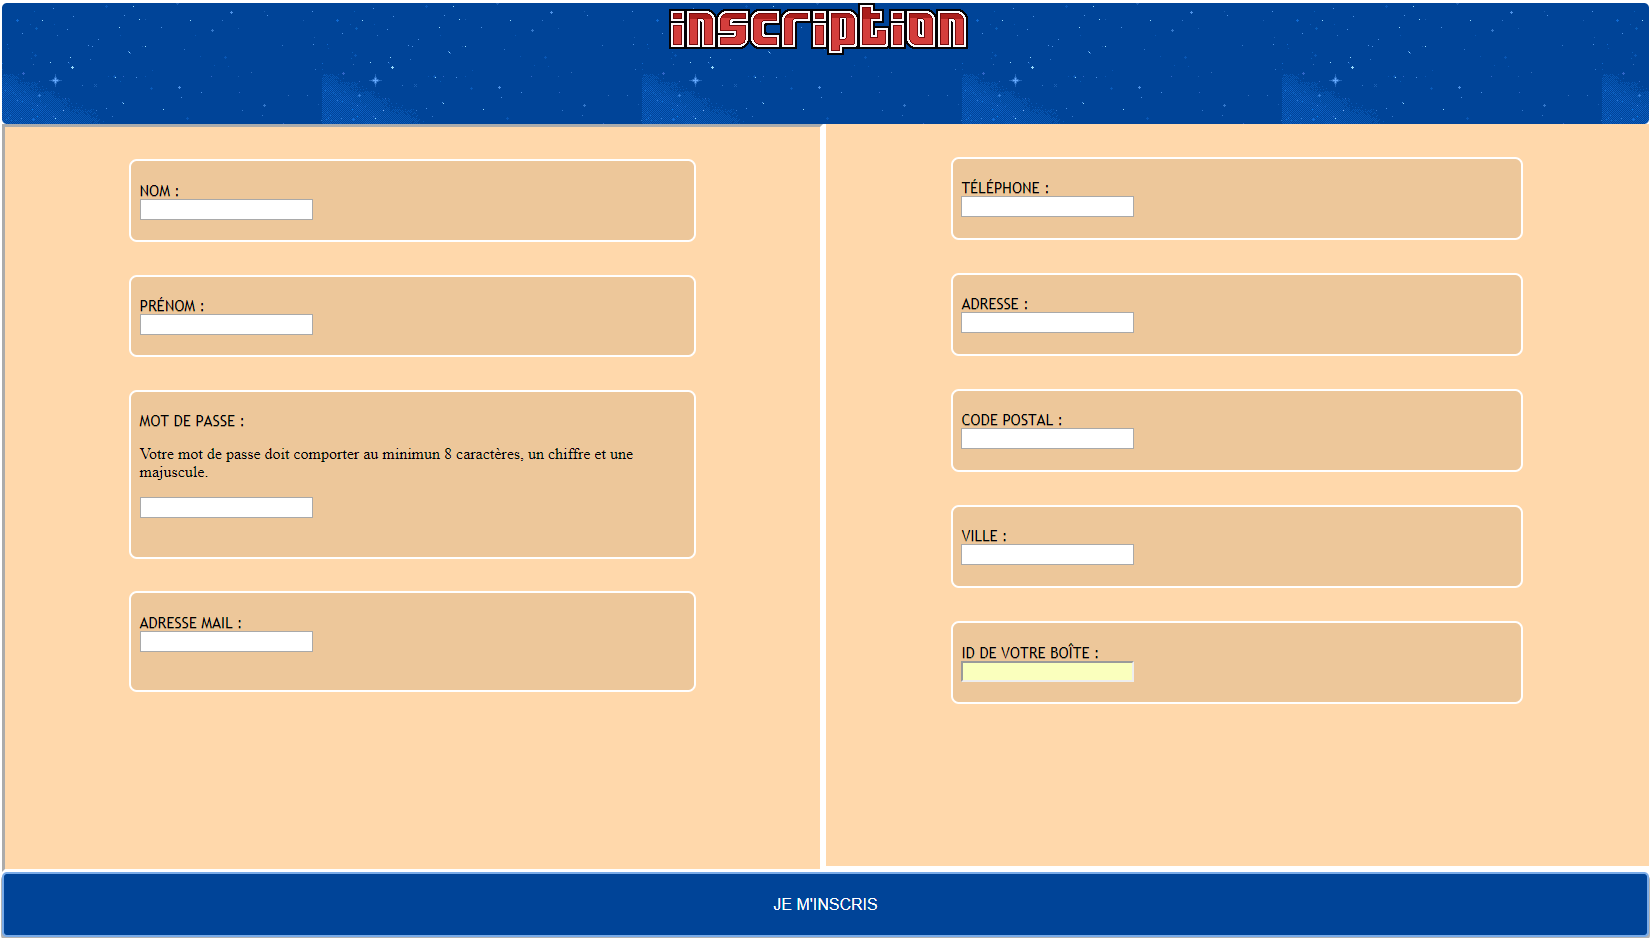 inscription
NOM :
PRÉNOM :
MOT DE PASSE :
Votre mot de passe doit comporter au minimun 8 caractères, un chiffre et une
majuscule.
ADRESSE MAIL :
TÉLÉPHONE :
ADRESSE :
CODE POSTAL :
VILLE :
ID DE VOTRE BOÎTE :
JE M'INSCRIS